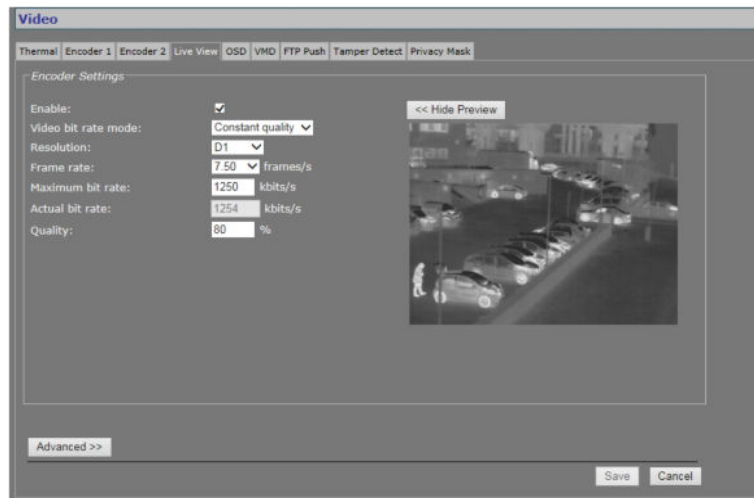 Video
Thermal Encoder 1 Encoder 2 Live View OSD VMD FTP Push Tamper Detect Privacy Mask
Encoder Settings
Enable:
<< Hide Preview
Video bit rate mode: Constant quality
Resolution: D1
Frame rate: 7.50 frames/s
Maximum bit rate: 1250 kbits/s
Actual bit rate: 1254 kbits/s
Quality: 80 %
Advanced >>
Save Cancel